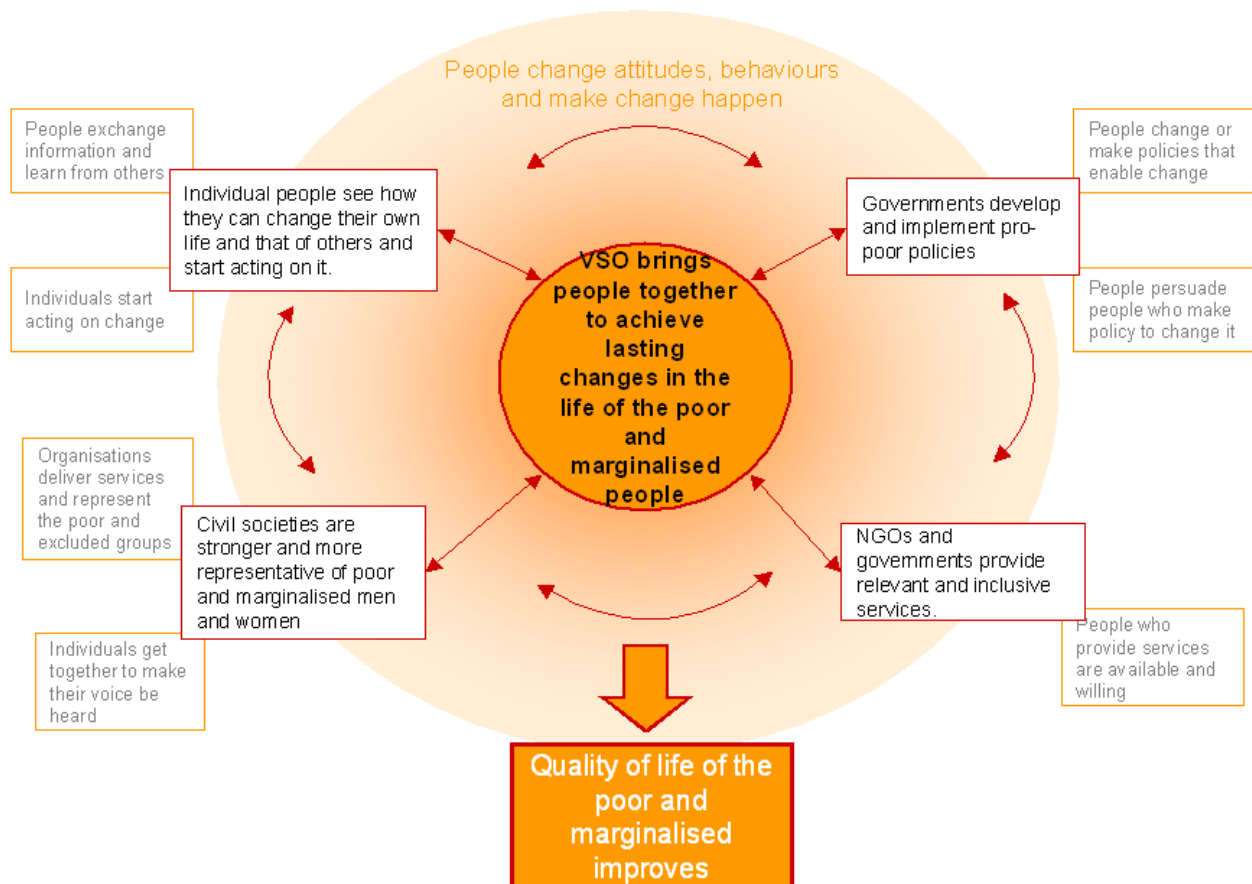 People change attitudes, behaviours
and make change happen
People exchange
information and
learn from others
Individual people see how
they can change their own
life and that of others and
start acting on it.
Individuals start
acting on change
People change or
make policies that
enable change
Governments develop
and implement pro-
poor policies
People persuade
people who make
policy to change it
VSO brings
people together
to achieve
lasting
changes in the
life of the poor
and
marginalised
people
Organisations
deliver services
and represent
the poor and
excluded groups
Civil societies are
stronger and more
representative of poor
and marginalised men
and women
Individuals get
together to make
their voice be
heard
NGOs and
governments provide
relevant and inclusive
services.
People who
provide services
are available and
willing
Quality of life of the
poor and
marginalised
improves